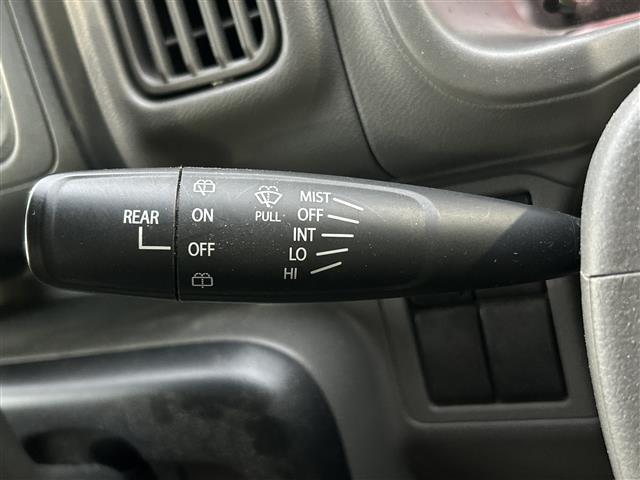 REAR
ON
OFF
PULL
MIST
OFF
INT
LO
HI